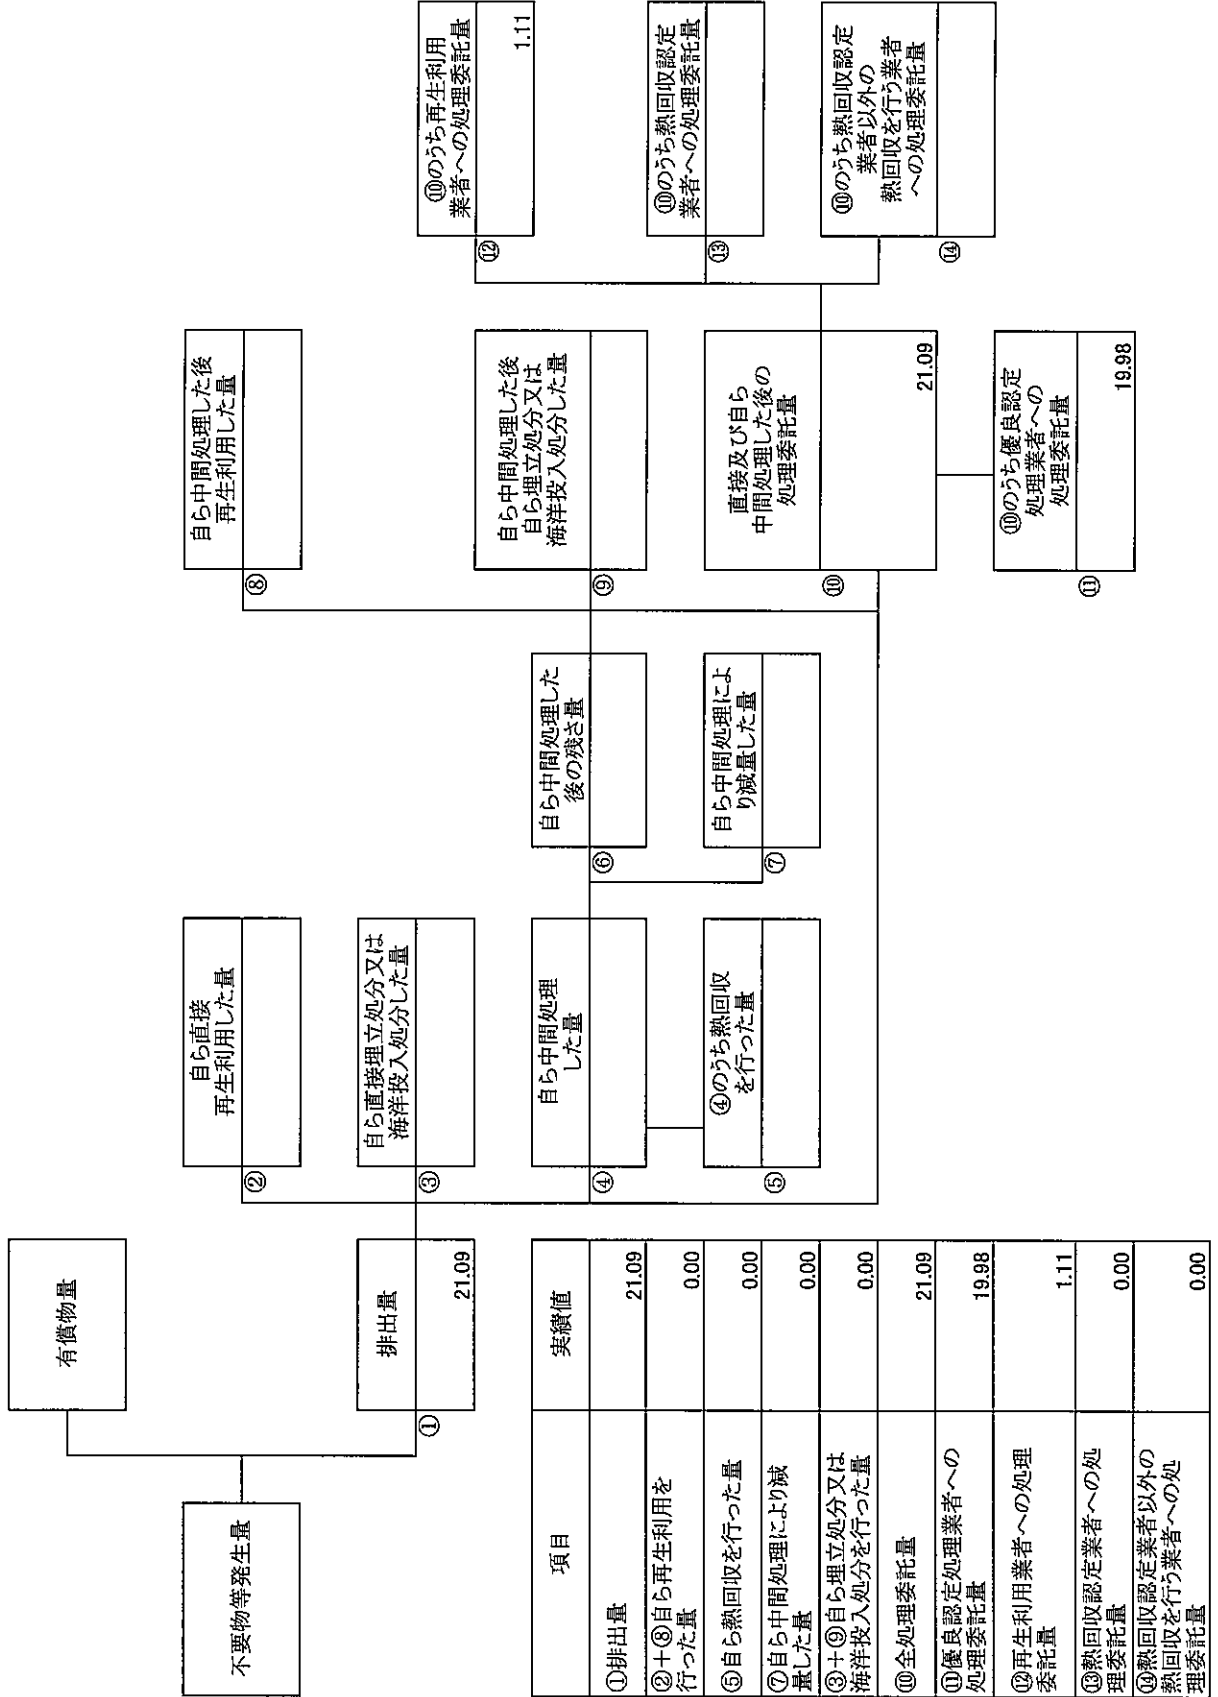 不要物等発生量
有償物量
排出量
①
21.09
自ら直接
再生利用した量
②
自ら直接埋立処分又は
海洋投入処分した量
③
自ら中間処理
した量
④
④のうち熱回収
を行った量
⑤
自ら中間処理した
後の残さ量
⑥
自ら中間処理によ
り減量した量
⑦
自ら中間処理した後
再生利用した量
⑧
自ら中間処理した後
自ら埋立処分又は
海洋投入処分した量
⑨
直接及び自ら
中間処理した後の
処理委託量
⑩
21.09
⑩のうち優良認定
処理業者への
処理委託量
⑪
19.98
⑩のうち再生利用
業者への処理委託量
⑫
1.11
⑩のうち熱回収認定
業者への処理委託量
⑬
⑩のうち熱回収認定
業者以外の
熱回収を行う業者
への処理委託量
⑭
項目 実績値
①排出量 21.09
②+⑧自ら再生利用を
行った量 0.00
⑤自ら熱回収を行った量 0.00
⑦自ら中間処理により減
量した量 0.00
③+⑨自ら埋立処分又は
海洋投入処分を行った量 0.00
⑩全処理委託量 21.09
⑪優良認定処理業者への
処理委託量 19.98
⑫再生利用業者への処理
委託量 1.11
⑬熱回収認定業者への処
理委託量 0.00
⑭熱回収認定業者以外の
熱回収を行う業者への処
理委託量 0.00